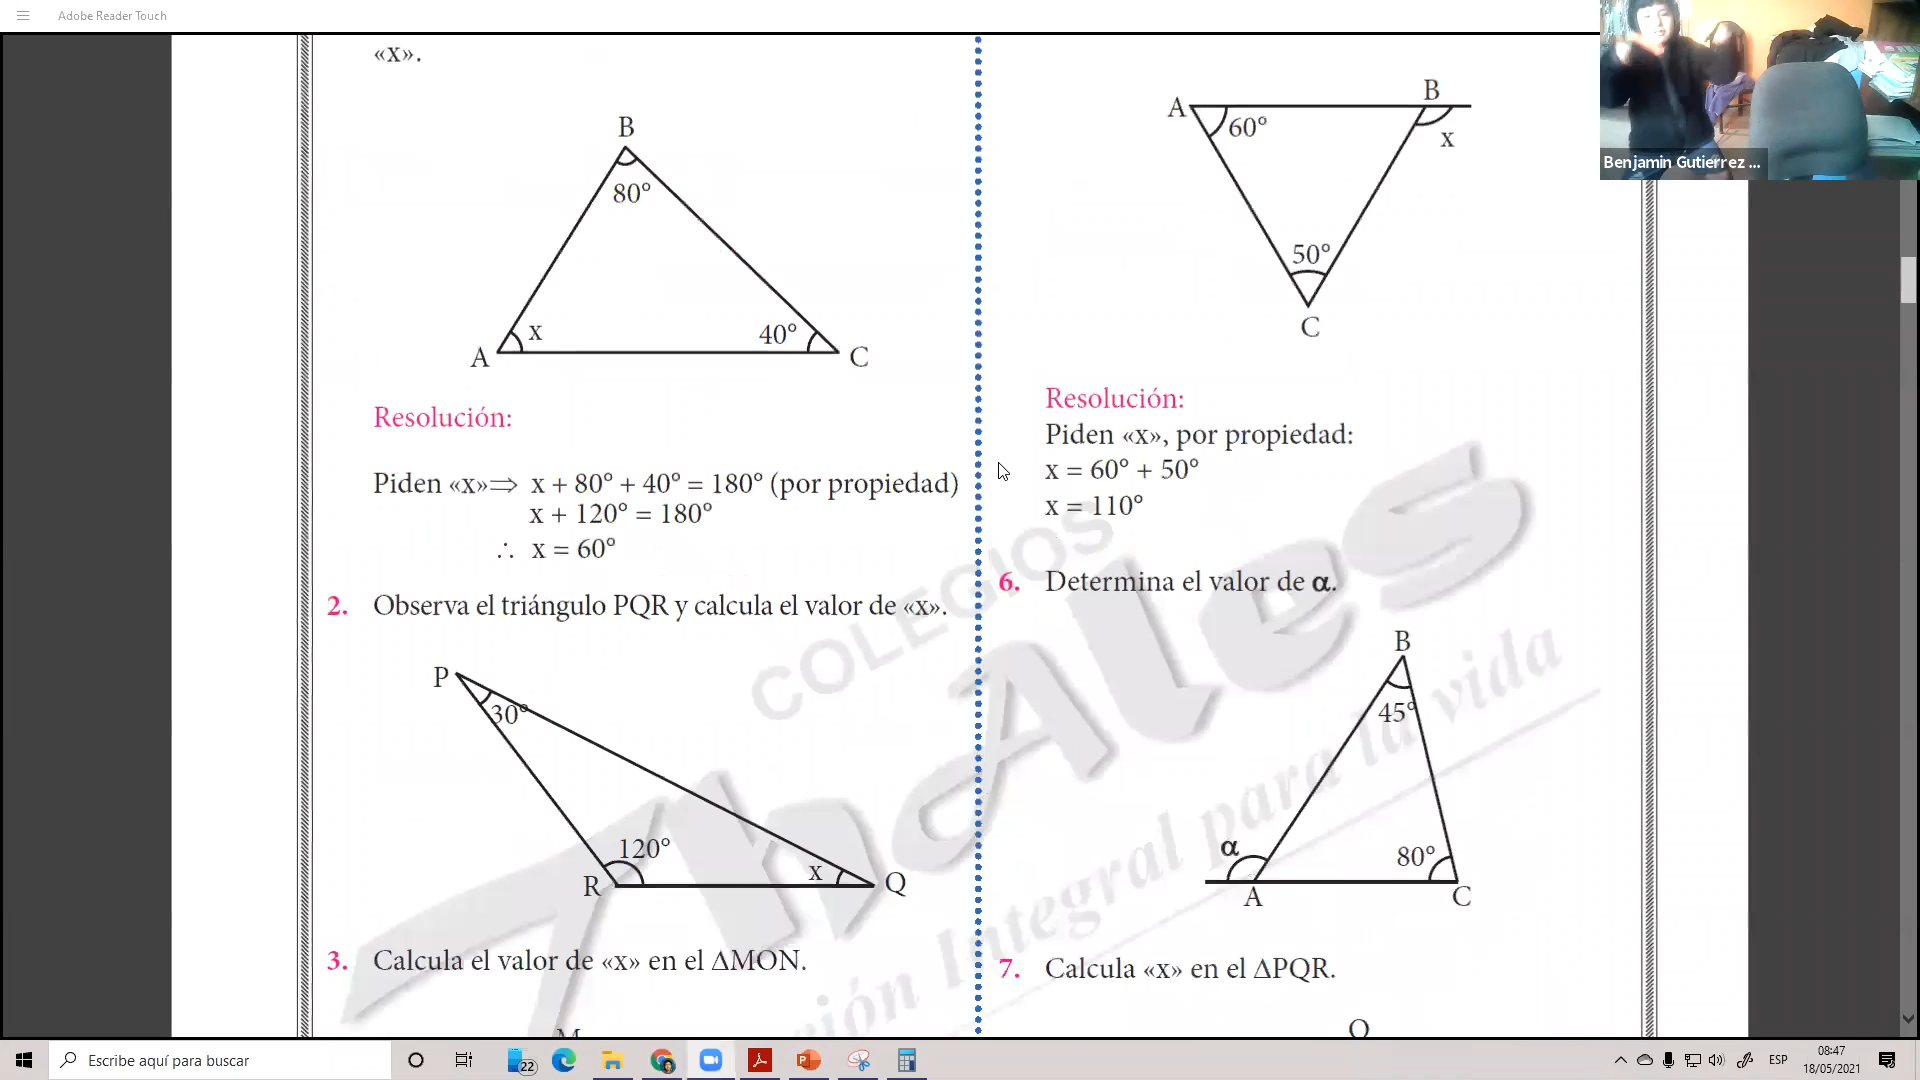 Adobe Reader Touch
«x».
B
80°
x
40°
A
C
Resolución:
Piden «x»⇒ x + 80° + 40° = 180° (por propiedad)
x + 120° = 180°
∴ x = 60°
2. Observa el triángulo PQR y calcula el valor de «x».
P
30°
120°
x
R
Q
3. Calcula el valor de «x» en el ΔMON.
M
A
B
60°
x
50°
C
Resolución:
Piden «x», por propiedad:
x = 60° + 50°
x = 110°
6. Determina el valor de α.
B
45°
α
80°
A
C
7. Calcula «x» en el ΔPQR.
Q
COLEGIOS
Thales
ción Integral para la vida
Benjamin Gutierrez ...
Escribe aquí para buscar
22
ESP
08:47
18/05/2021